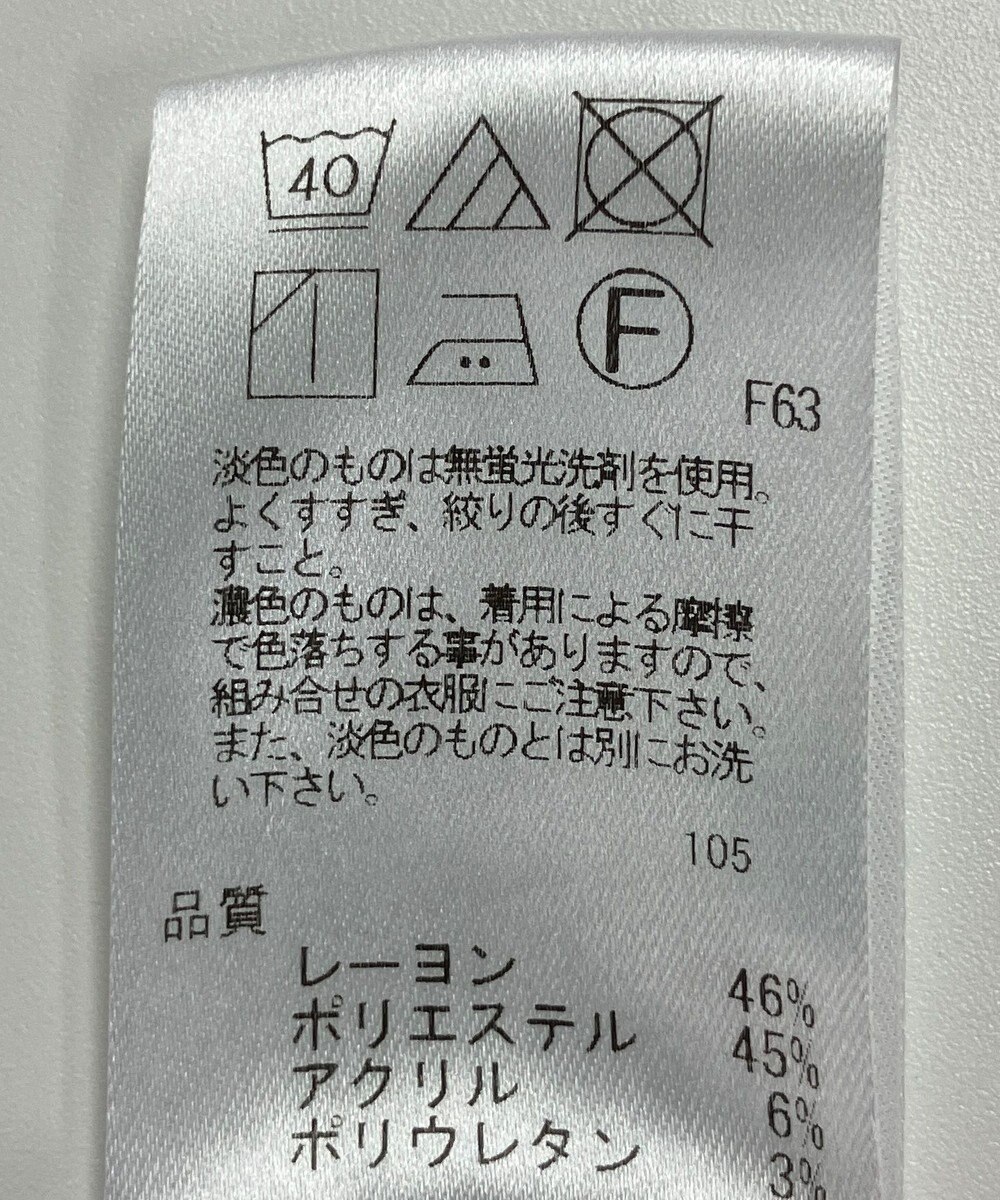 40
F
F63
淡色のものは無蛍光洗剤を使用。
よくすすぎ、絞りの後すぐに干
すこと。
濃色のものは、着用による摩擦
で色落ちする事がありますので、
組み合せの衣服にご注意下さい。
また、淡色のものとは別にお洗
い下さい。
105
品質
レーヨン 46%
ポリエステル 45%
アクリル 6%
ポリウレタン 3%